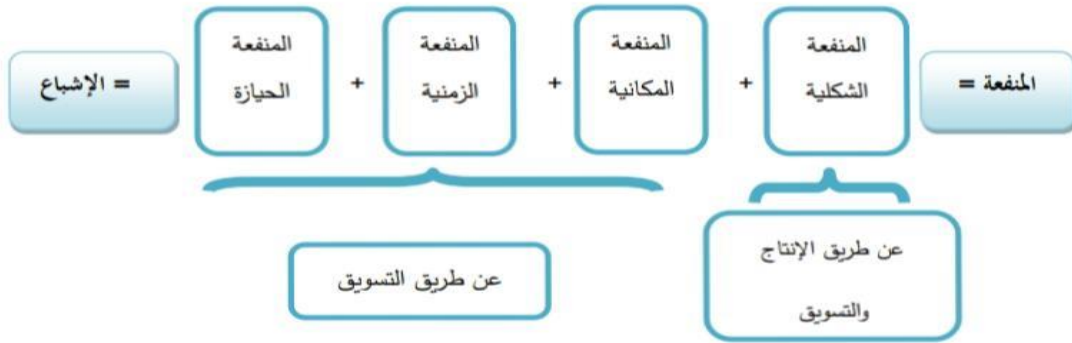 المنفعة =
المنفعة
الشكلية
+
المنفعة
المكانية
+
المنفعة
الزمنية
+
المنفعة
الحيازة
= الإشباع
عن طريق الإنتاج
والتسويق
عن طريق التسويق